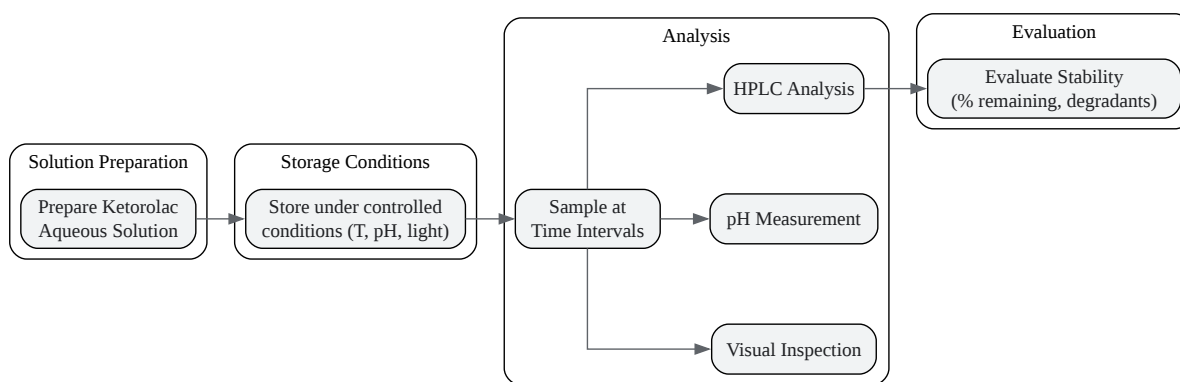 Solution Preparation
Prepare Ketorolac
Aqueous Solution
Storage Conditions
Store under controlled
conditions (T, pH, light)
Analysis
Sample at
Time Intervals
HPLC Analysis
pH Measurement
Visual Inspection
Evaluation
Evaluate Stability
(% remaining, degradants)